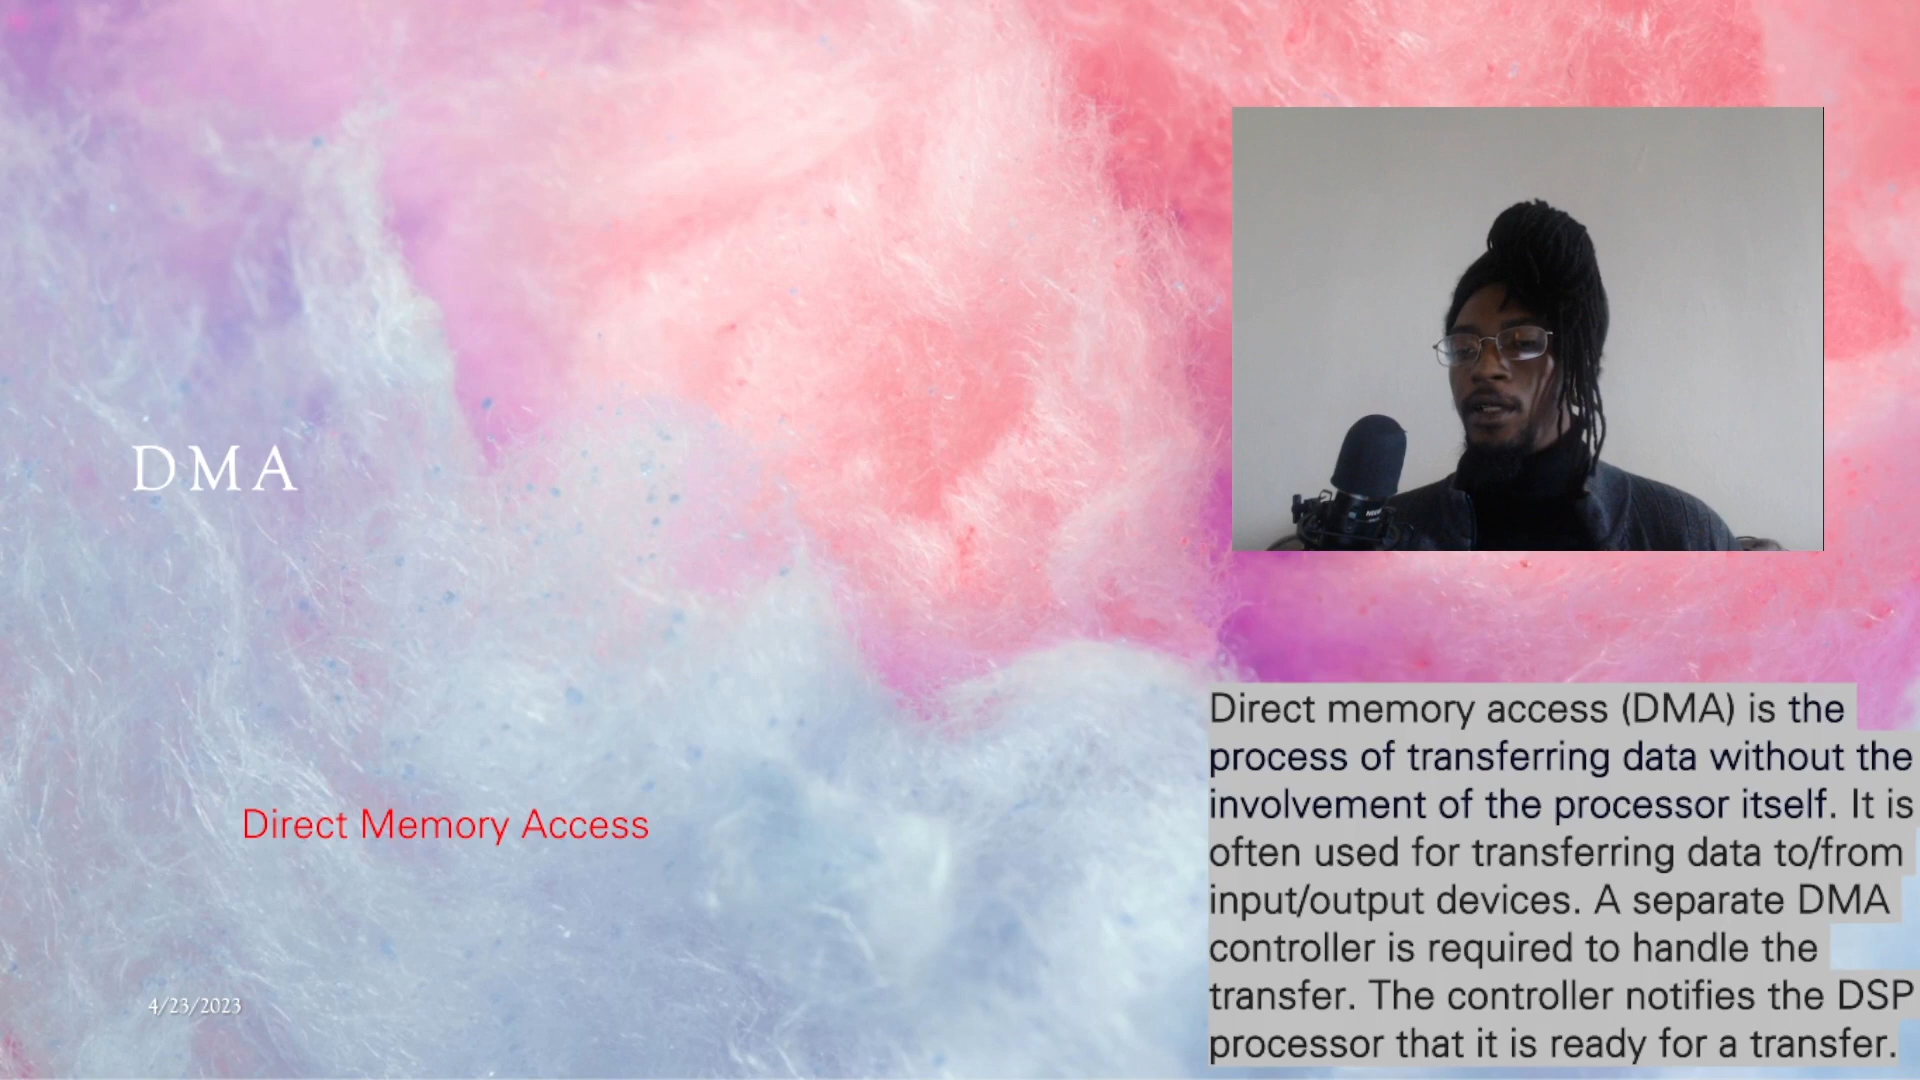 DMA
Direct Memory Access
4/23/2023
Direct memory access (DMA) is the
process of transferring data without the
involvement of the processor itself. It is
often used for transferring data to/from
input/output devices. A separate DMA
controller is required to handle the
transfer. The controller notifies the DSP
processor that it is ready for a transfer.